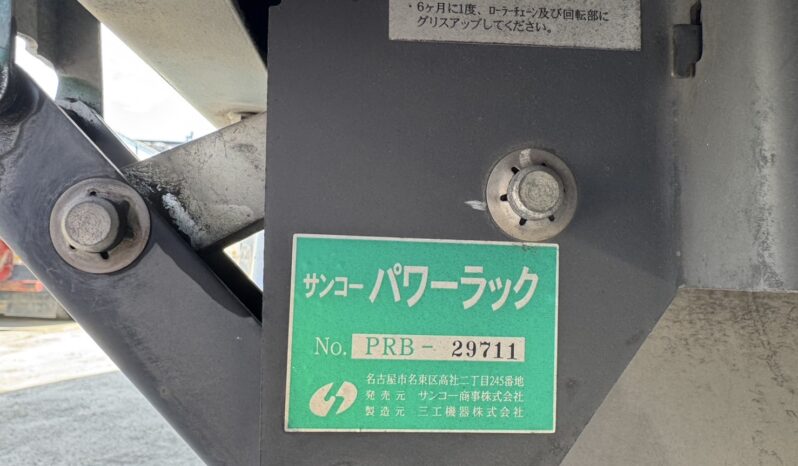 ・6ヶ月に1度、ローラーチェーン及び回転部に
グリスアップしてください。
サンコー パワーラック
No. PRB- 29711
名古屋市名東区高社二丁目245番地
発売元 サンコー商事株式会社
製造元 三工機器株式会社